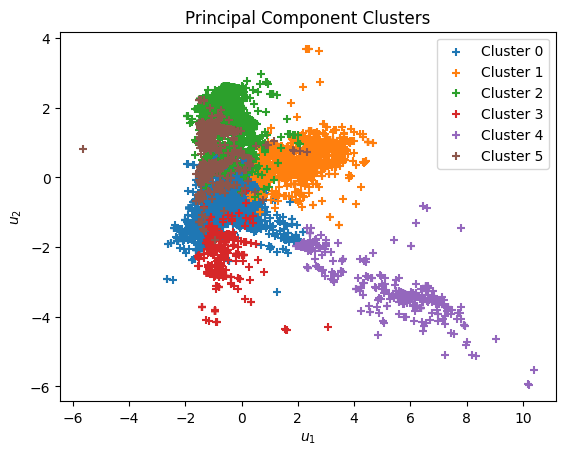 Principal Component Clusters
Cluster 0
Cluster 1
Cluster 2
Cluster 3
Cluster 4
Cluster 5
4
2
0
−2
−4
−6
u₂
−6
−4
−2
0
2
4
6
8
10
u₁